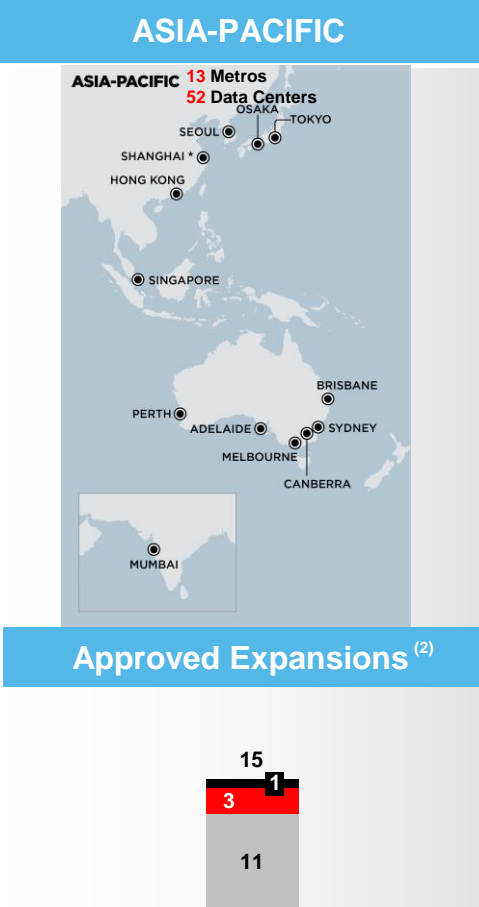 ASIA-PACIFIC
ASIA-PACIFIC 13 Metros
52 Data Centers
OSAKA
TOKYO
SEOUL
SHANGHAI *
HONG KONG
SINGAPORE
BRISBANE
PERTH
ADELAIDE
SYDNEY
MELBOURNE
CANBERRA
MUMBAI
Approved Expansions (2)
15
1
3
11